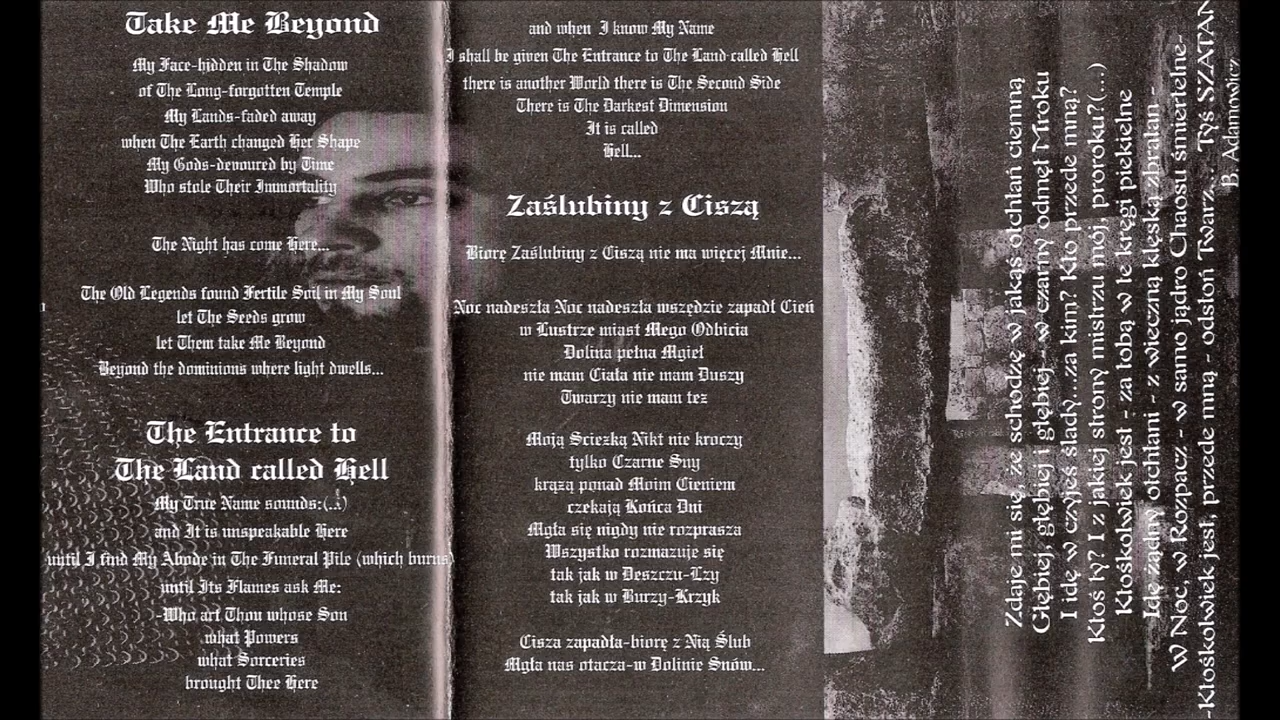 Take Me Beyond
My Face-hidden in The Shadow
of The Long-forgotten Temple
My Lands-faded away
when The Earth changed Her Shape
My Gods-devoured by Time
Who stole Their Immortality
The Night has come Here...
The Old Legends found Fertile Soil in My Soul
let The Seeds grow
let Them take Me Beyond
Beyond the dominions where light dwells...
The Entrance to
The Land called Hell
My True Name sounds:(...)
and It is unspeakable Here
until I find My Abode in The Funeral Pile (which burns)
until Its Flames ask Me:
-Who art Thou whose Son
what Powers
what Sorceries
brought Thee Here
and when I know My Name
I shall be given The Entrance to The Land called Hell
there is another World there is The Second Side
There is The Darkest Dimension
It is called
Hell...
Zaślubiny z Ciszą
Biorę Zaślubiny z Ciszą nie ma więcej Mnie...
Noc nadeszła Noc nadeszła wszędzie zapadł Cień
w Lustrze miast Mego Odbicia
Dolina pełna Mgieł
nie mam Ciała nie mam Duszy
Twarzy nie mam tez
Moją Sciezką Nikt nie kroczy
tylko Czarne Sny
krążą ponad Moim Cieniem
czekają Końca Dni
Mgła się nigdy nie rozprasza
Wszystko rozmazuje się
tak jak w Deszczu-Łzy
tak jak w Burzy-Krzyk
Cisza zapadła-biorę z Nią Ślub
Mgła nas otacza-w Dolinie Snów...
Zdaje mi się, że schodzę w jakąś otchłań ciemną
Głębiej, głębiej i głębiej - w czarny odmęt Mroku
I idę w czyjeś ślady...za kim? Kto przede mną?
Ktoś ty? I z jakiej strony mistrzu mój, proroku?(...)
Ktośkolwiek jest - za tobą w te kręgi piekielne
Idę żądny otchłani - z wieczną klęską zbratan -
W Noc, w Rozpacz - w samo jądro Chaosu śmiertelne-
-Ktośkolwiek jest, przede mną - odsłoń Twarz... Tyś SZATAN
B. Adamowicz